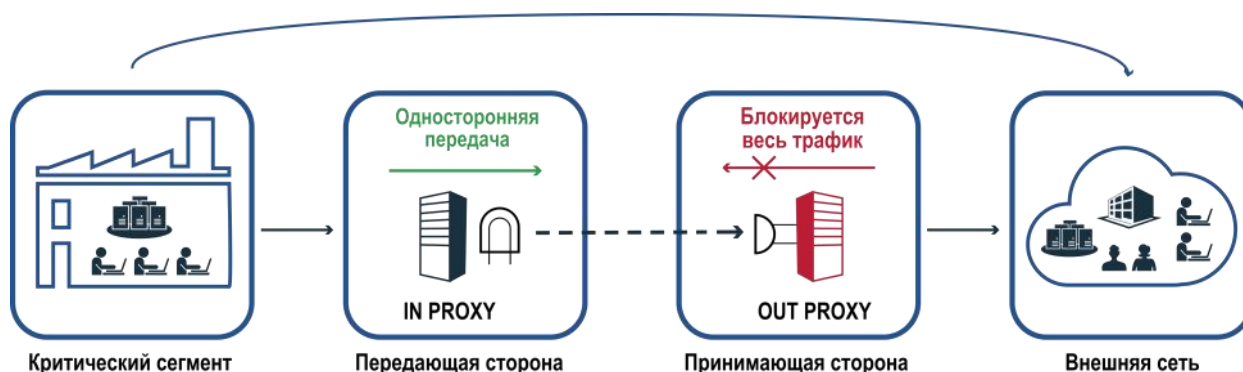 Односторонняя
передача
Блокируется
весь трафик
IN PROXY
OUT PROXY
Критический сегмент
Передающая сторона
Принимающая сторона
Внешняя сеть